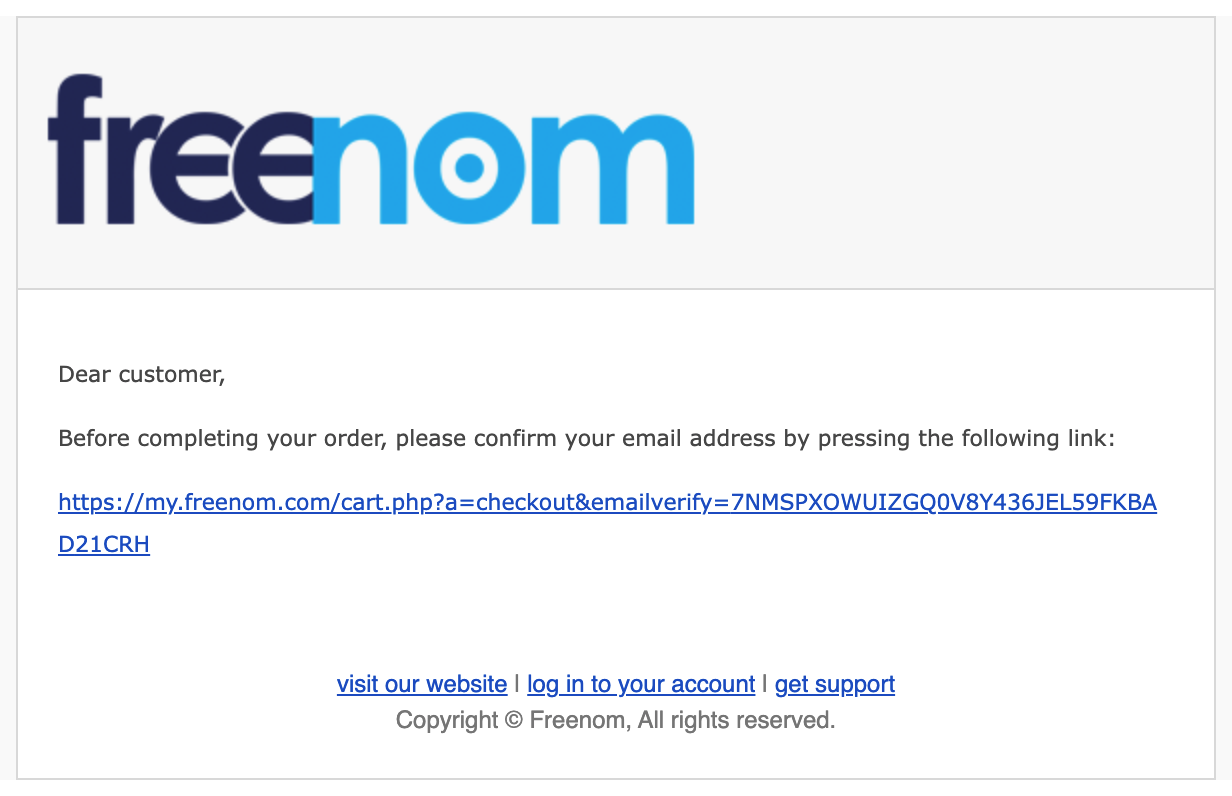 freenom
Dear customer,
Before completing your order, please confirm your email address by pressing the following link:
https://my.freenom.com/cart.php?a=checkout&emailverify=7NMSPXOWUIZGQ0V8Y436JEL59FKBA
D21CRH
visit our website | log in to your account | get support
Copyright © Freenom, All rights reserved.